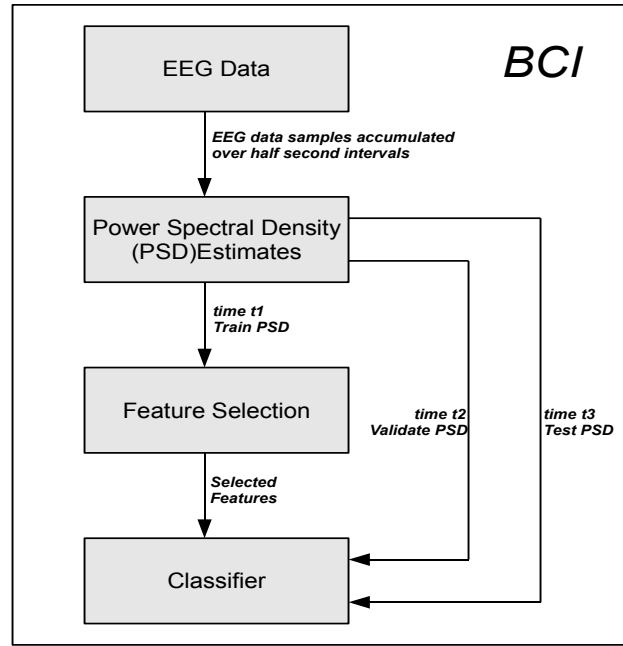 BCI
EEG Data
EEG data samples accumulated
over half second intervals
Power Spectral Density
(PSD)Estimates
time t1
Train PSD
Feature Selection
time t2
Validate PSD
time t3
Test PSD
Selected
Features
Classifier